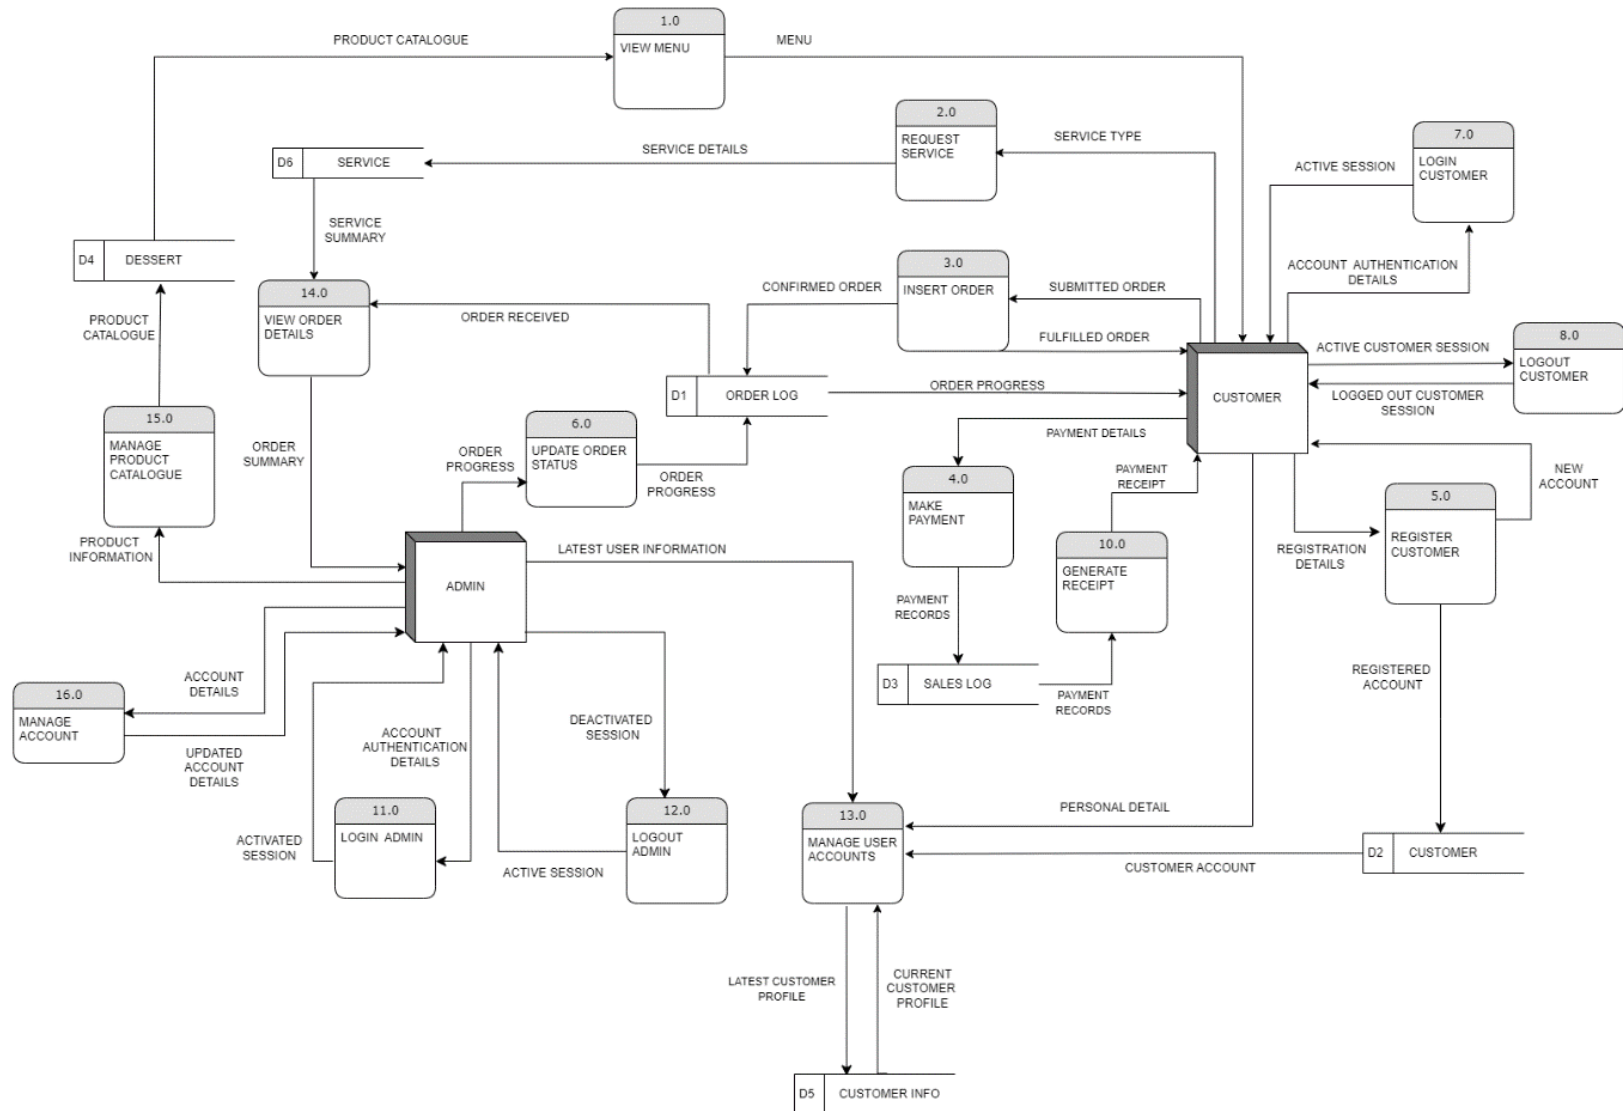 1.0
VIEW MENU
PRODUCT CATALOGUE
MENU
2.0
REQUEST
SERVICE
SERVICE TYPE
SERVICE DETAILS
D6
SERVICE
7.0
LOGIN
CUSTOMER
ACTIVE SESSION
SERVICE
SUMMARY
D4
DESSERT
ACCOUNT AUTHENTICATION
DETAILS
3.0
INSERT ORDER
CONFIRMED ORDER
SUBMITTED ORDER
14.0
VIEW ORDER
DETAILS
ORDER RECEIVED
FULFILLED ORDER
PRODUCT
CATALOGUE
8.0
LOGOUT
CUSTOMER
ACTIVE CUSTOMER SESSION
LOGGED OUT CUSTOMER
SESSION
CUSTOMER
D1
ORDER LOG
ORDER PROGRESS
15.0
MANAGE
PRODUCT
CATALOGUE
ORDER
SUMMARY
6.0
UPDATE ORDER
STATUS
ORDER
PROGRESS
ORDER
PROGRESS
PAYMENT DETAILS
PAYMENT
RECEIPT
NEW
ACCOUNT
4.0
MAKE
PAYMENT
5.0
REGISTER
CUSTOMER
REGISTRATION
DETAILS
PRODUCT
INFORMATION
LATEST USER INFORMATION
10.0
GENERATE
RECEIPT
ADMIN
PAYMENT
RECORDS
D3
SALES LOG
PAYMENT
RECORDS
REGISTERED
ACCOUNT
ACCOUNT
DETAILS
16.0
MANAGE
ACCOUNT
UPDATED
ACCOUNT
DETAILS
ACCOUNT
AUTHENTICATION
DETAILS
DEACTIVATED
SESSION
11.0
LOGIN ADMIN
ACTIVATED
SESSION
12.0
LOGOUT
ADMIN
ACTIVE SESSION
13.0
MANAGE USER
ACCOUNTS
PERSONAL DETAIL
CUSTOMER ACCOUNT
D2
CUSTOMER
LATEST CUSTOMER
PROFILE
CURRENT
CUSTOMER
PROFILE
D5
CUSTOMER INFO